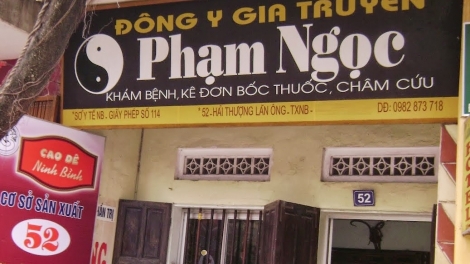 ĐÔNG Y GIA TRUYỀN
Phạm Ngọc
KHÁM BỆNH, KÊ ĐƠN BỐC THUỐC, CHÂM CỨU
"SỞ Y TẾ NB - GIẤY PHÉP SỐ 114
"52 - HẢI THƯỢNG LÃN ÔNG -TXNB-
DĐ: 0982 873 718
52
CAO DÊ
Ninh Bình
CƠ SỞ SẢN XUẤT
52